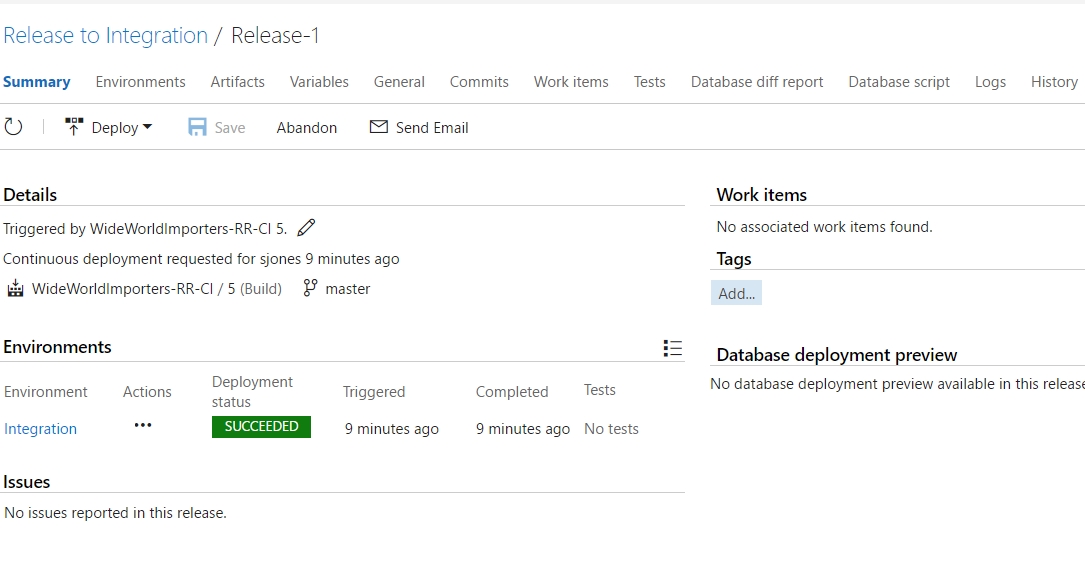 Release to Integration / Release-1
Summary Environments Artifacts Variables General Commits Work items Tests Database diff report Database script Logs History
Deploy Save Abandon Send Email
Details
Triggered by WideWorldImporters-RR-CI 5.
Continuous deployment requested for sjones 9 minutes ago
WideWorldImporters-RR-CI / 5 (Build) master
Environments
Environment Actions Deployment status Triggered Completed Tests
Integration ••• SUCCEEDED 9 minutes ago 9 minutes ago No tests
Issues
No issues reported in this release.
Work items
No associated work items found.
Tags
Add...
Database deployment preview
No database deployment preview available in this release